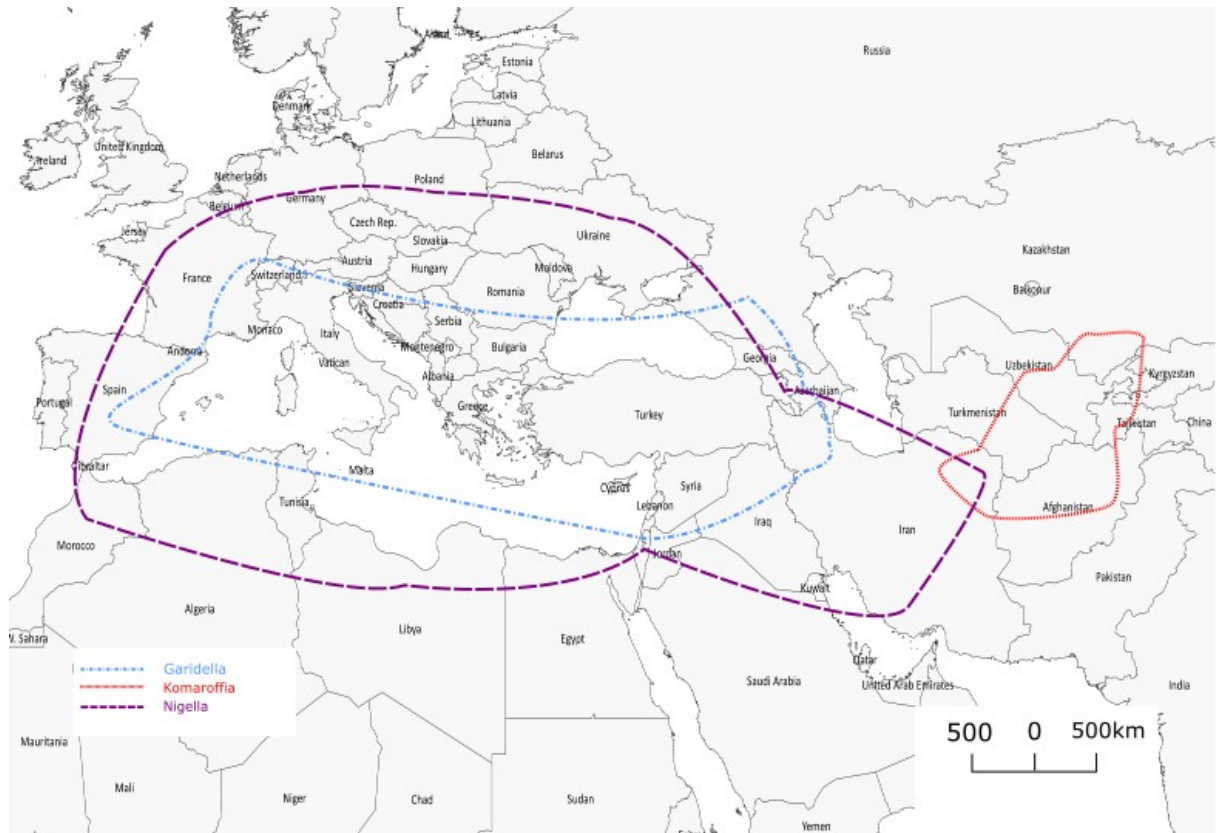 Russia
Estonia
Latvia
Denmark
Lithuania
United Kingdom
Ireland
Belarus
Netherlands
Poland
Germany
Belgium
Czech Rep.
Jersey
Ukraine
Slovakia
Kazakhstan
Austria
Hungary
Moldova
France
Switzerland
Slovenia
Baikonur
Romania
Croatia
Serbia
Italy
Monaco
Montenegro
Bulgaria
Andorra
Georgia
Vatican
Uzbekistan
Kyrgyzstan
Albania
Spain
Azerbaijan
Portugal
Greece
Turkey
Turkmenistan
Tajikistan
China
Gibraltar
Malta
Cyprus
Syria
Tunisia
Lebanon
Afghanistan
Iraq
Iran
Morocco
Jordan
Pakistan
Kuwait
Algeria
Libya
Egypt
W. Sahara
Qatar
Saudi Arabia
United Arab Emirates
India
Garidella
Komaroffia
Nigella
500 0 500km
Mauritania
Mali
Niger
Chad
Sudan
Yemen